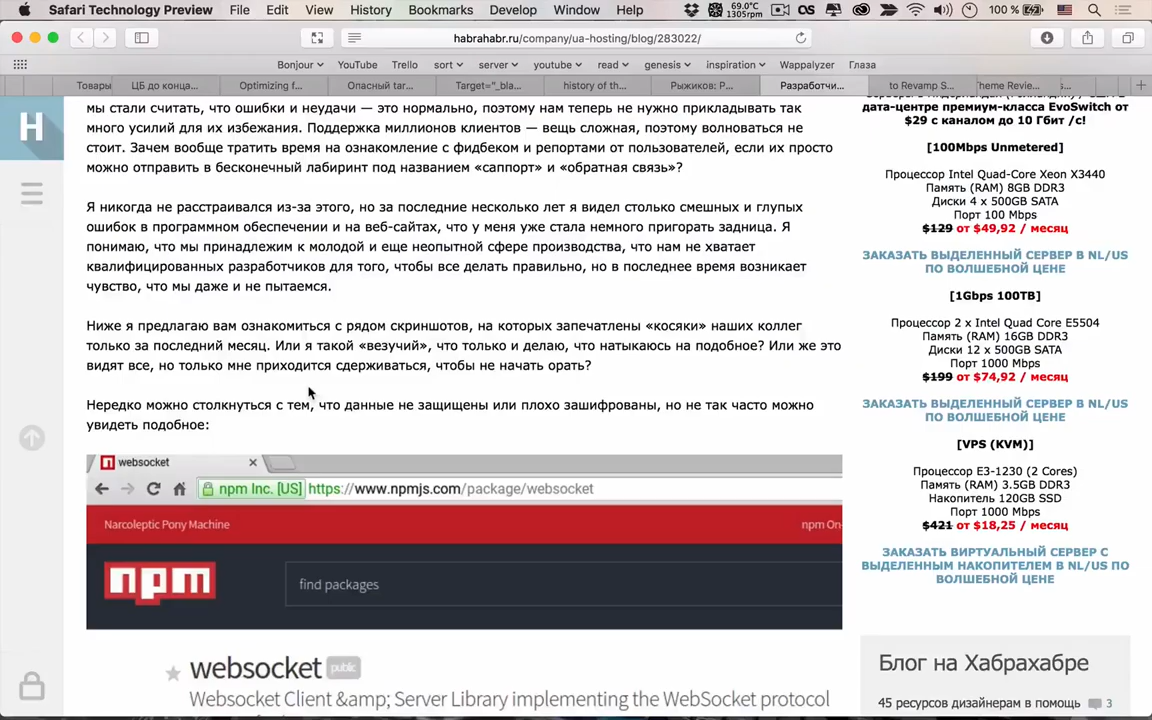 Safari Technology Preview File Edit View History Bookmarks Develop Window Help 69.0°C 1305rpm 100 %
habrahabr.ru/company/ua-hosting/blog/283022/
Bonjour YouTube Trello sort server youtube read genesis inspiration Wappalyzer Глаза
Товары ЦБ до конца... Optimizing f... Опасный тар... Target="_bla... history of th... Рыжиков: P... Разработчи... to Revamp S... heme Revie... s...
мы стали считать, что ошибки и неудачи — это нормально, поэтому нам теперь не нужно прикладывать так
много усилий для их избежания. Поддержка миллионов клиентов — вещь сложная, поэтому волноваться не
стоит. Зачем вообще тратить время на ознакомление с фидбеком и репортами от пользователей, если их просто
можно отправить в бесконечный лабиринт под названием «саппорт» и «обратная связь»?
Я никогда не расстраивался из-за этого, но за последние несколько лет я видел столько смешных и глупых
ошибок в программном обеспечении и на веб-сайтах, что у меня уже стала немного пригорать задница. Я
понимаю, что мы принадлежим к молодой и еще неопытной сфере производства, что нам не хватает
квалифицированных разработчиков для того, чтобы все делать правильно, но в последнее время возникает
чувство, что мы даже и не пытаемся.
Ниже я предлагаю вам ознакомиться с рядом скриншотов, на которых запечатлены «косяки» наших коллег
только за последний месяц. Или я такой «везучий», что только и делаю, что натыкаюсь на подобное? Или же это
видят все, но только мне приходится сдерживаться, чтобы не начать орать?
Нередко можно столкнуться с тем, что данные не защищены или плохо зашифрованы, но не так часто можно
увидеть подобное:
websocket
npm Inc. [US] https://www.npmjs.com/package/websocket
Narcoleptic Pony Machine npm On
npm find packages
websocket public
Websocket Client &amp; Server Library implementing the WebSocket protocol
H
дата-центре премиум-класса EvoSwitch от
$29 с каналом до 10 Гбит /с!
[100Mbps Unmetered]
Процессор Intel Quad-Core Xeon X3440
Память (RAM) 8GB DDR3
Диски 4 x 500GB SATA
Порт 100 Mbps
$129 от $49,92 / месяц
ЗАКАЗАТЬ ВЫДЕЛЕННЫЙ СЕРВЕР В NL/US
ПО ВОЛШЕБНОЙ ЦЕНЕ
[1Gbps 100TB]
Процессор 2 x Intel Quad Core E5504
Память (RAM) 16GB DDR3
Диски 12 x 500GB SATA
Порт 1000 Mbps
$199 от $74,92 / месяц
ЗАКАЗАТЬ ВЫДЕЛЕННЫЙ СЕРВЕР В NL/US
ПО ВОЛШЕБНОЙ ЦЕНЕ
[VPS (KVM)]
Процессор E3-1230 (2 Cores)
Память (RAM) 3.5GB DDR3
Накопитель 120GB SSD
Порт 1000 Mbps
$421 от $18,25 / месяц
ЗАКАЗАТЬ ВИРТУАЛЬНЫЙ СЕРВЕР С
ВЫДЕЛЕННЫМ НАКОПИТЕЛЕМ В NL/US ПО
ВОЛШЕБНОЙ ЦЕНЕ
Блог на Хабрахабре
45 ресурсов дизайнерам в помощь 3